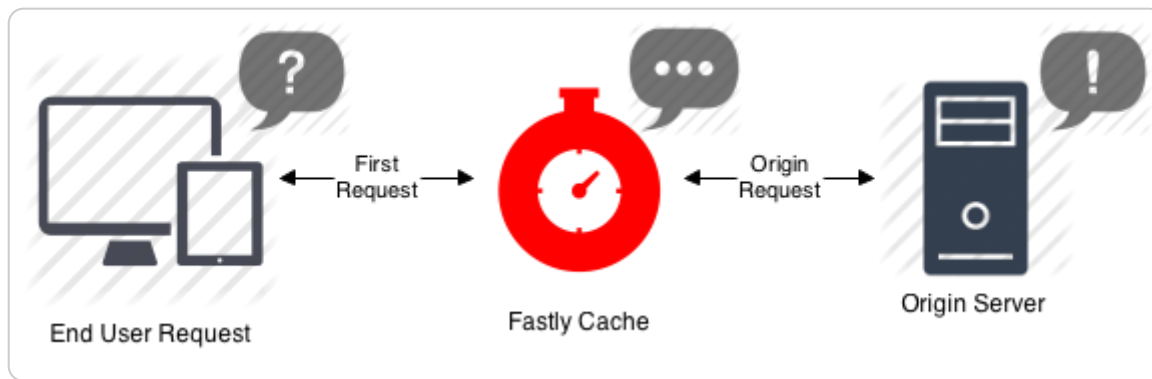 ?
...
!
First
Request
Origin
Request
End User Request
Fastly Cache
Origin Server